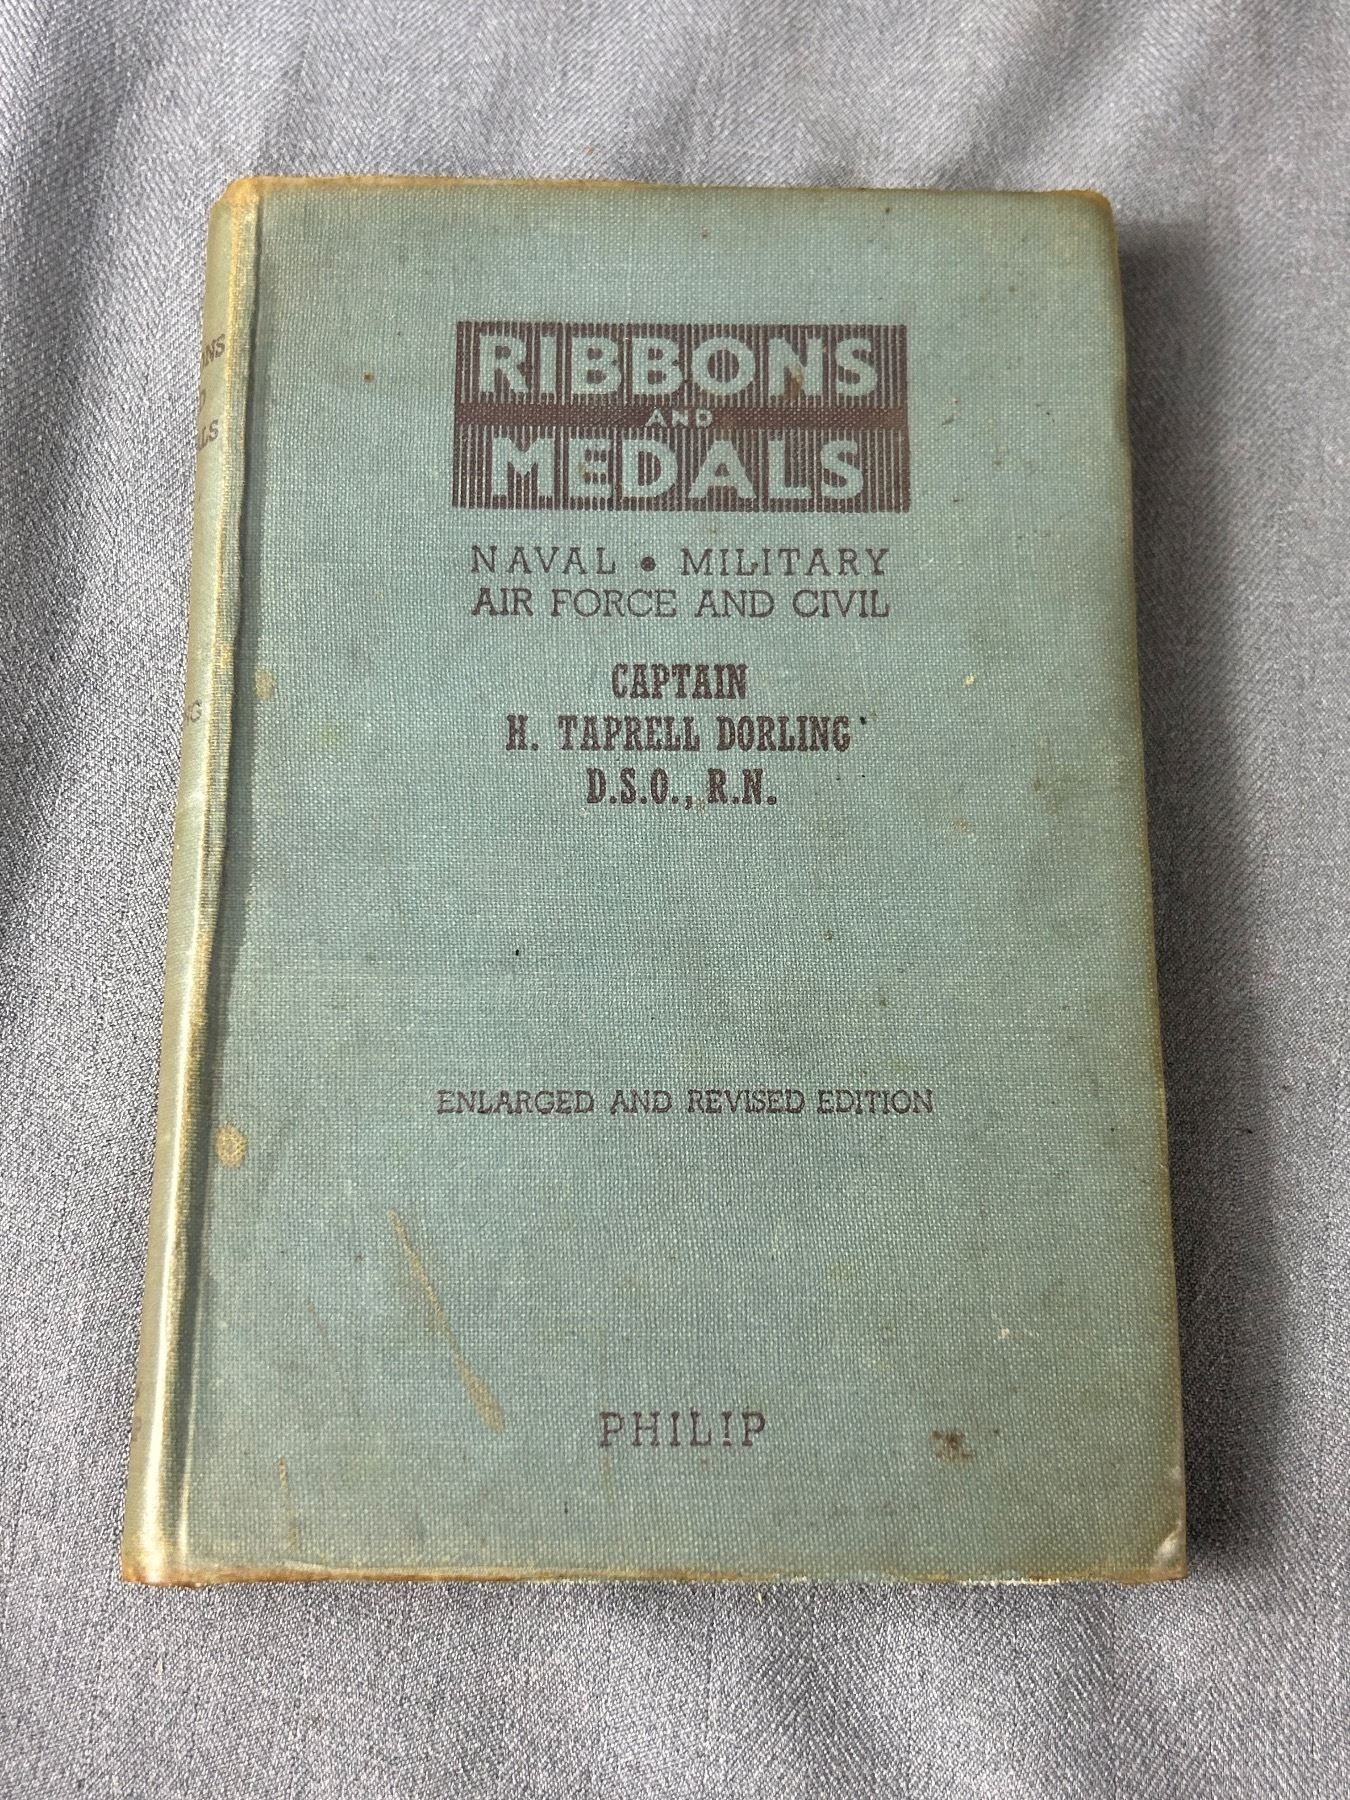 RIBBONS
AND
MEDALS
NAVAL • MILITARY
AIR FORCE AND CIVIL
CAPTAIN
H. TAPRELL DORLING
D.S.O., R.N.
ENLARGED AND REVISED EDITION
PHILIP